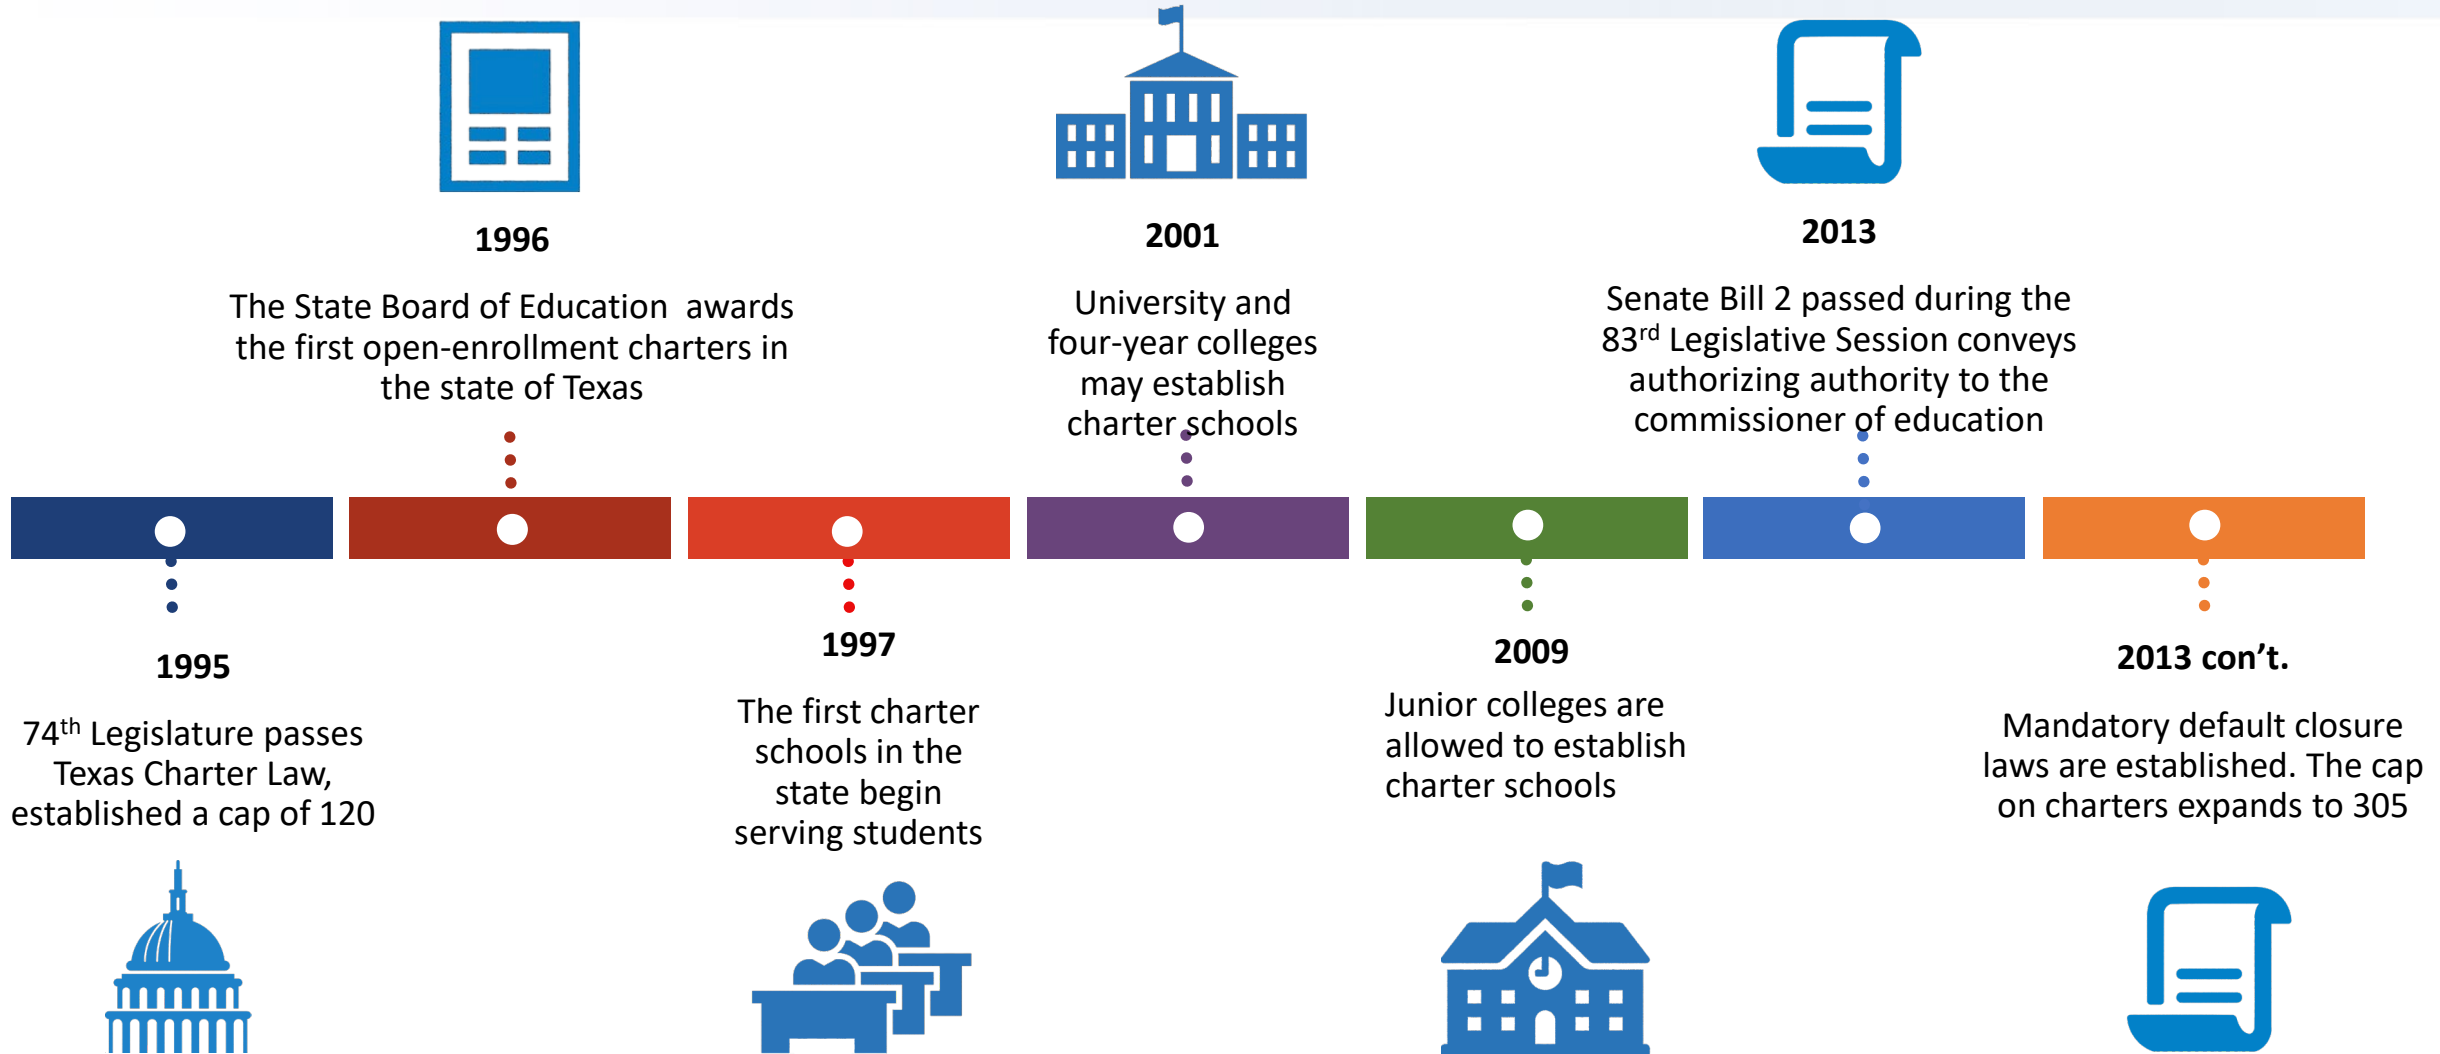 1995
74th Legislature passes
Texas Charter Law,
established a cap of 120
1996
The State Board of Education  awards
the first open-enrollment charters in
the state of Texas
1997
The first charter
schools in the
state begin
serving students
2001
University and
four-year colleges
may establish
charter schools
2009
Junior colleges are
allowed to establish
charter schools
2013
Senate Bill 2 passed during the
83rd Legislative Session conveys
authorizing authority to the
commissioner of education
2013 con’t.
Mandatory default closure
laws are established. The cap
on charters expands to 305